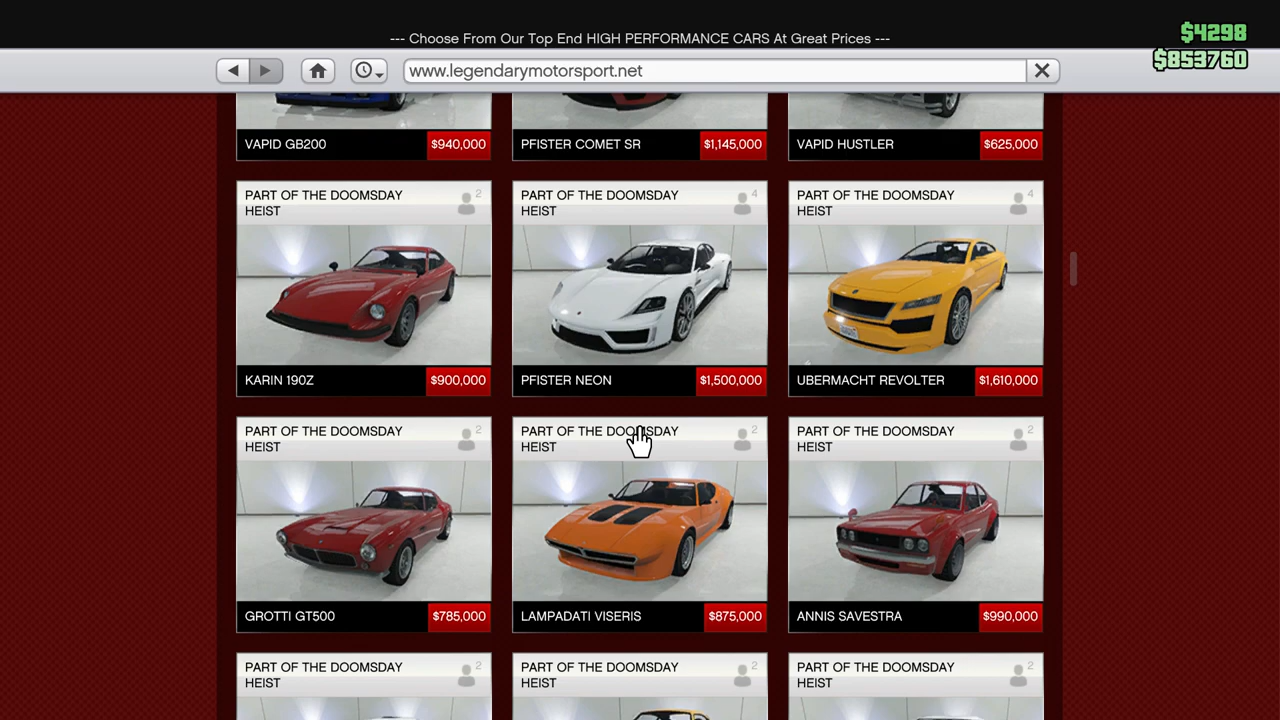 --- Choose From Our Top End HIGH PERFORMANCE CARS At Great Prices ---
$4298
$853760
www.legendarymotorsport.net
VAPID GB200 $940,000
PFISTER COMET SR $1,145,000
VAPID HUSTLER $625,000
PART OF THE DOOMSDAY
HEIST
2
KARIN 190Z $900,000
PART OF THE DOOMSDAY
HEIST
4
PFISTER NEON $1,500,000
PART OF THE DOOMSDAY
HEIST
4
UBERMACHT REVOLTER $1,610,000
PART OF THE DOOMSDAY
HEIST
2
GROTTI GT500 $785,000
PART OF THE DOOMSDAY
HEIST
2
LAMPADATI VISERIS $875,000
PART OF THE DOOMSDAY
HEIST
2
ANNIS SAVESTRA $990,000
PART OF THE DOOMSDAY
HEIST
2
PART OF THE DOOMSDAY
HEIST
2
PART OF THE DOOMSDAY
HEIST
2